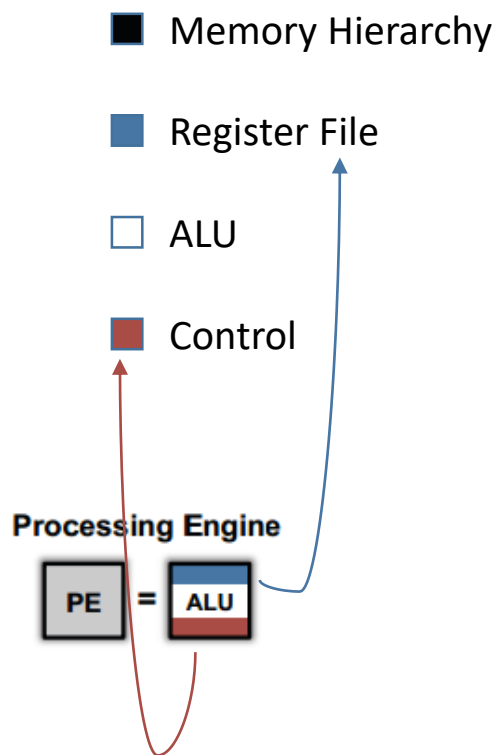 Memory Hierarchy
Register File
ALU
Control
Processing Engine
PE = ALU